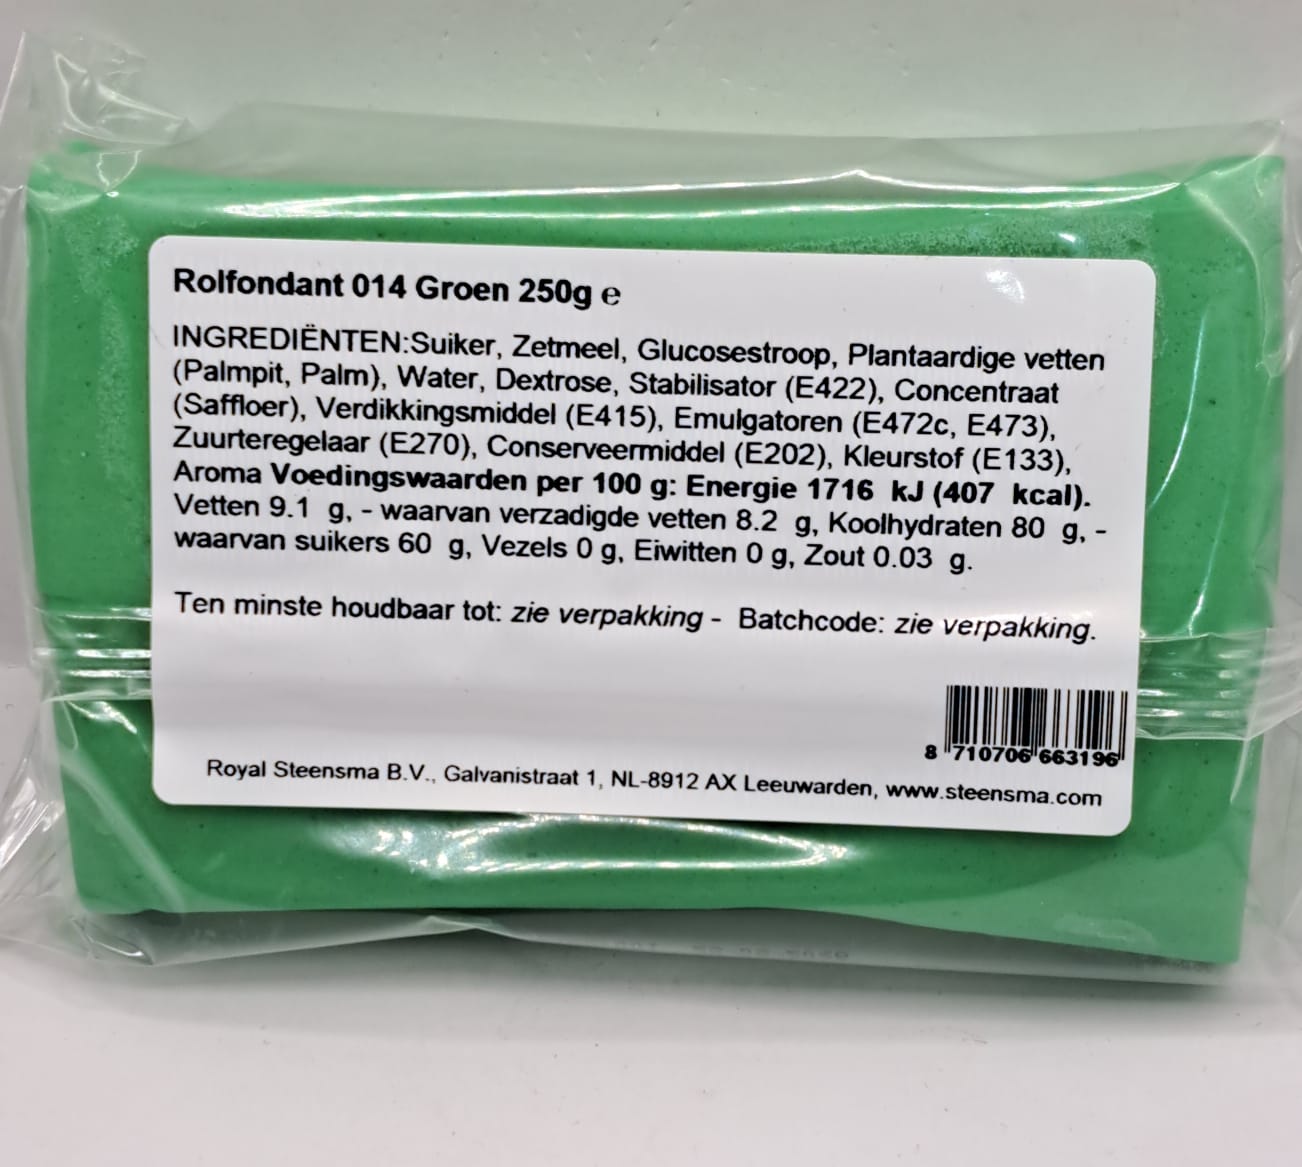 Rolfondant 014 Groen 250g e
INGREDIËNTEN:Suiker, Zetmeel, Glucosestroop, Plantaardige vetten
(Palmpit, Palm), Water, Dextrose, Stabilisator (E422), Concentraat
(Saffloer), Verdikkingsmiddel (E415), Emulgatoren (E472c, E473),
Zuurteregelaar (E270), Conserveermiddel (E202), Kleurstof (E133),
Aroma Voedingswaarden per 100 g: Energie 1716 kJ (407 kcal).
Vetten 9.1 g, - waarvan verzadigde vetten 8.2 g, Koolhydraten 80 g, -
waarvan suikers 60 g, Vezels 0 g, Eiwitten 0 g, Zout 0.03 g.
Ten minste houdbaar tot: zie verpakking - Batchcode: zie verpakking.
8 710706 663196
Royal Steensma B.V., Galvanistraat 1, NL-8912 AX Leeuwarden, www.steensma.com